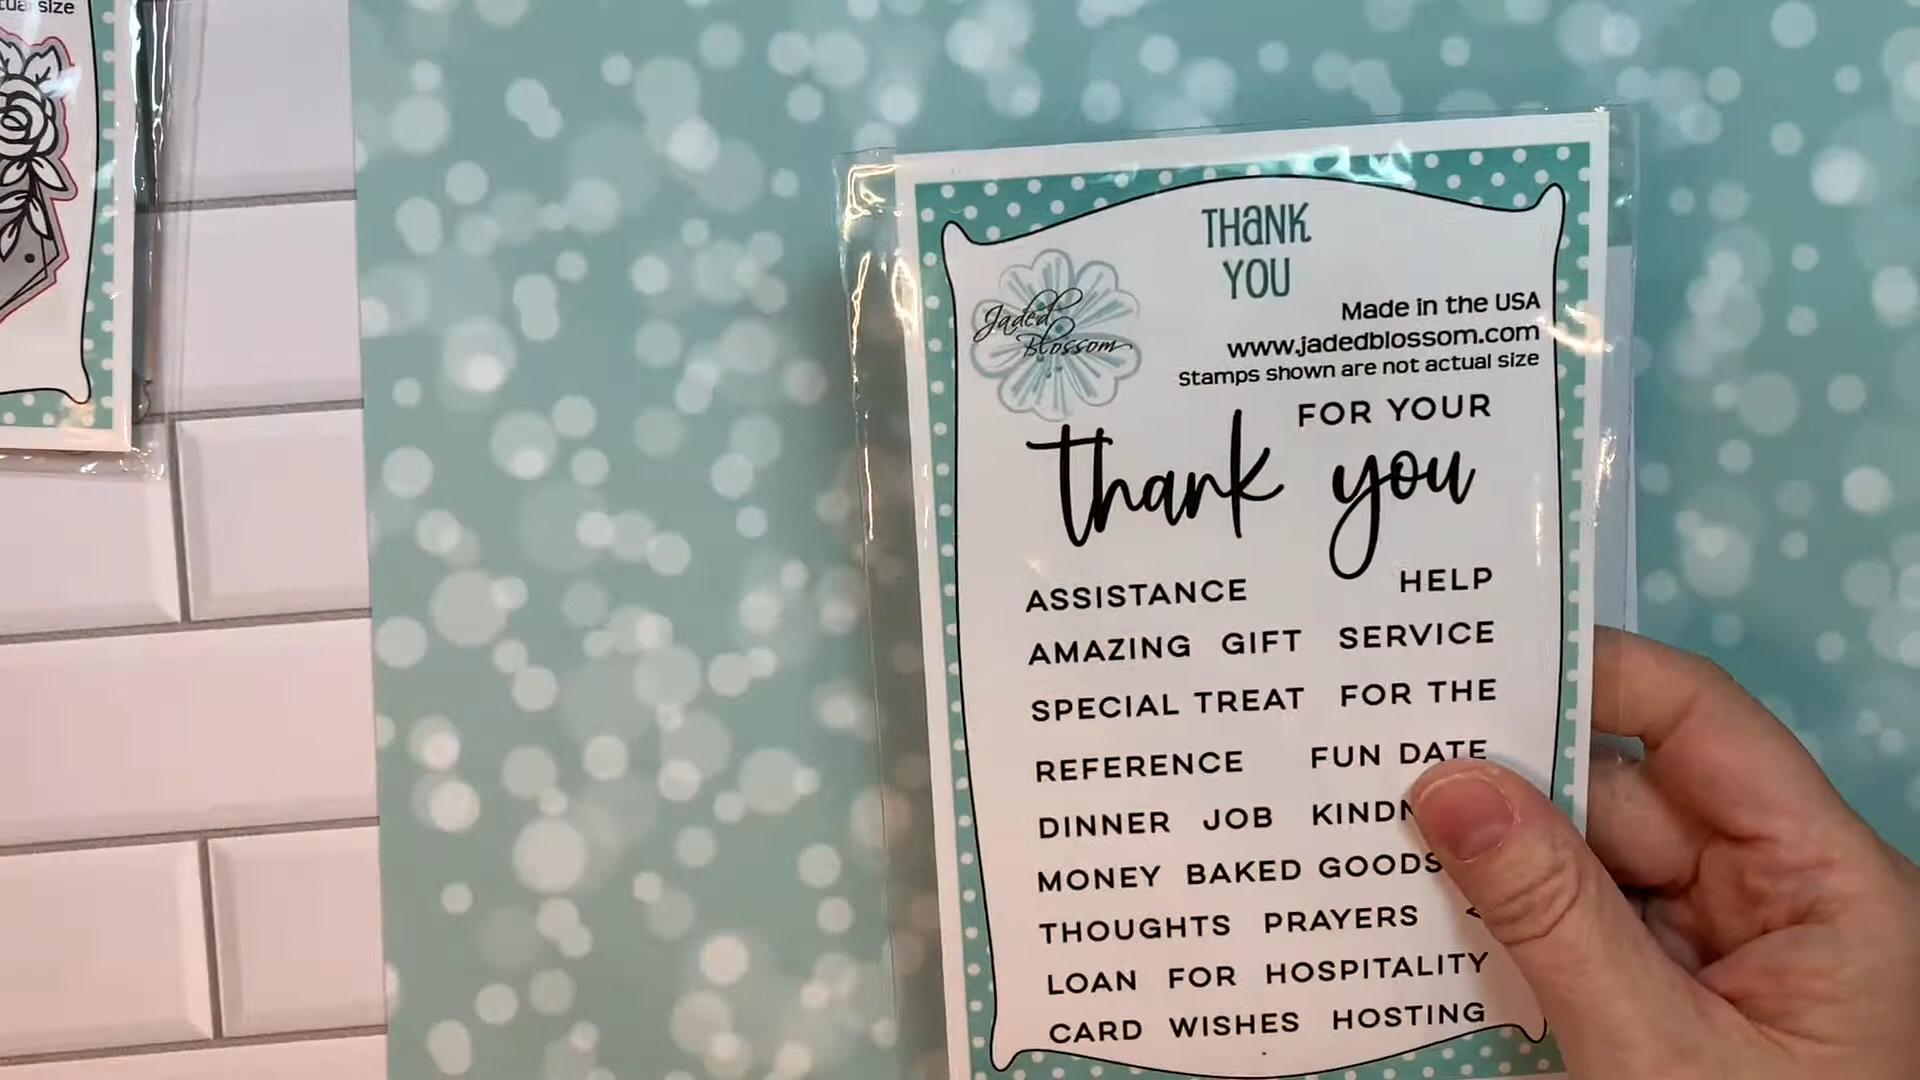 size
THANK
YOU
Jaded
Blossom
Made in the USA
www.jadedblossom.com
Stamps shown are not actual size
FOR YOUR
thank you
ASSISTANCE HELP
AMAZING GIFT SERVICE
SPECIAL TREAT FOR THE
REFERENCE FUN DATE
DINNER JOB
MONEY BAKED GOODS
THOUGHTS PRAYERS
LOAN FOR HOSPITALITY
CARD WISHES HOSTING